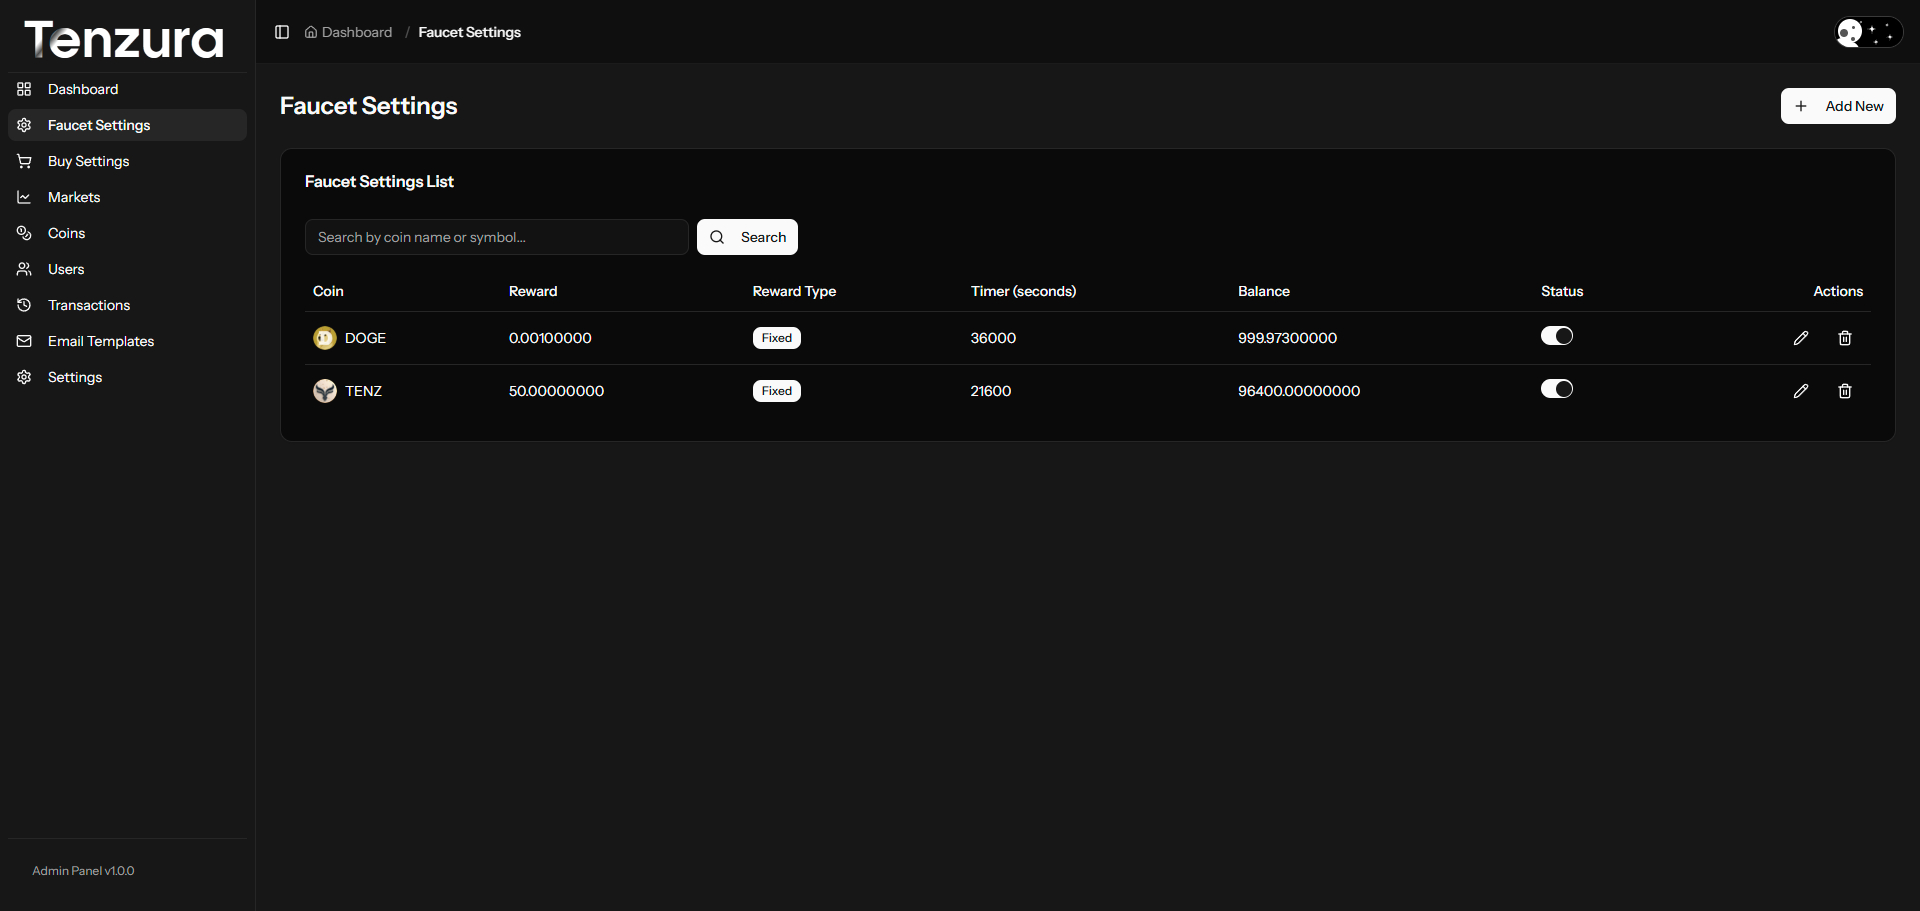 Tenzura
Dashboard
Faucet Settings
Buy Settings
Markets
Coins
Users
Transactions
Email Templates
Settings
Admin Panel v1.0.0
Dashboard / Faucet Settings
Faucet Settings
Add New
Faucet Settings List
Search by coin name or symbol...
Search
Coin Reward Reward Type Timer (seconds) Balance Status Actions
DOGE 0.00100000 Fixed 36000 999.97300000
TENZ 50.00000000 Fixed 21600 96400.00000000